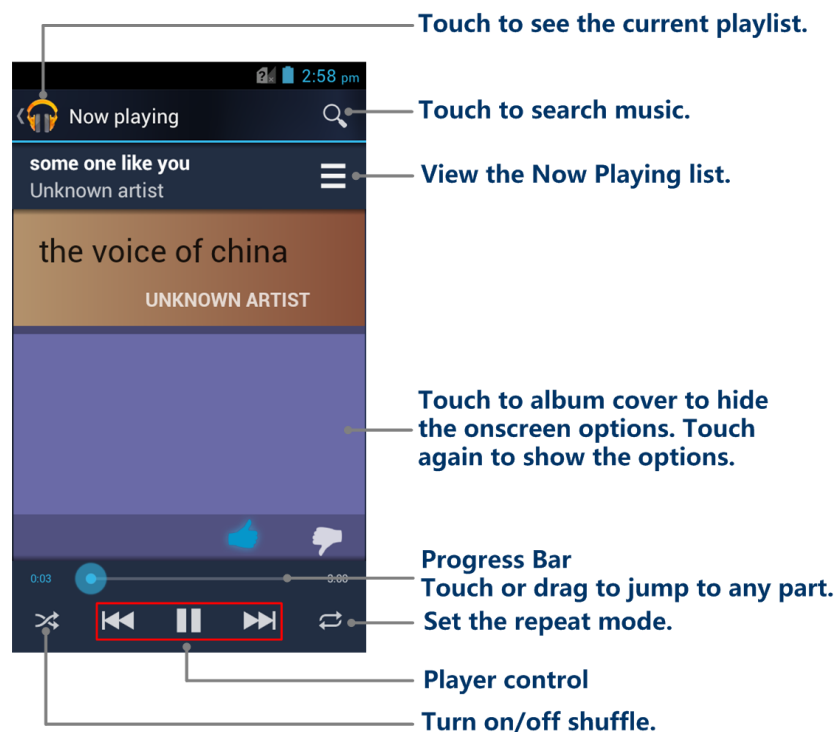 Touch to see the current playlist.
2:58 pm
Now playing
Touch to search music.
some one like you
Unknown artist
View the Now Playing list.
the voice of china
UNKNOWN ARTIST
Touch to album cover to hide
the onscreen options. Touch
again to show the options.
Progress Bar
Touch or drag to jump to any part.
0:03
Set the repeat mode.
Player control
Turn on/off shuffle.